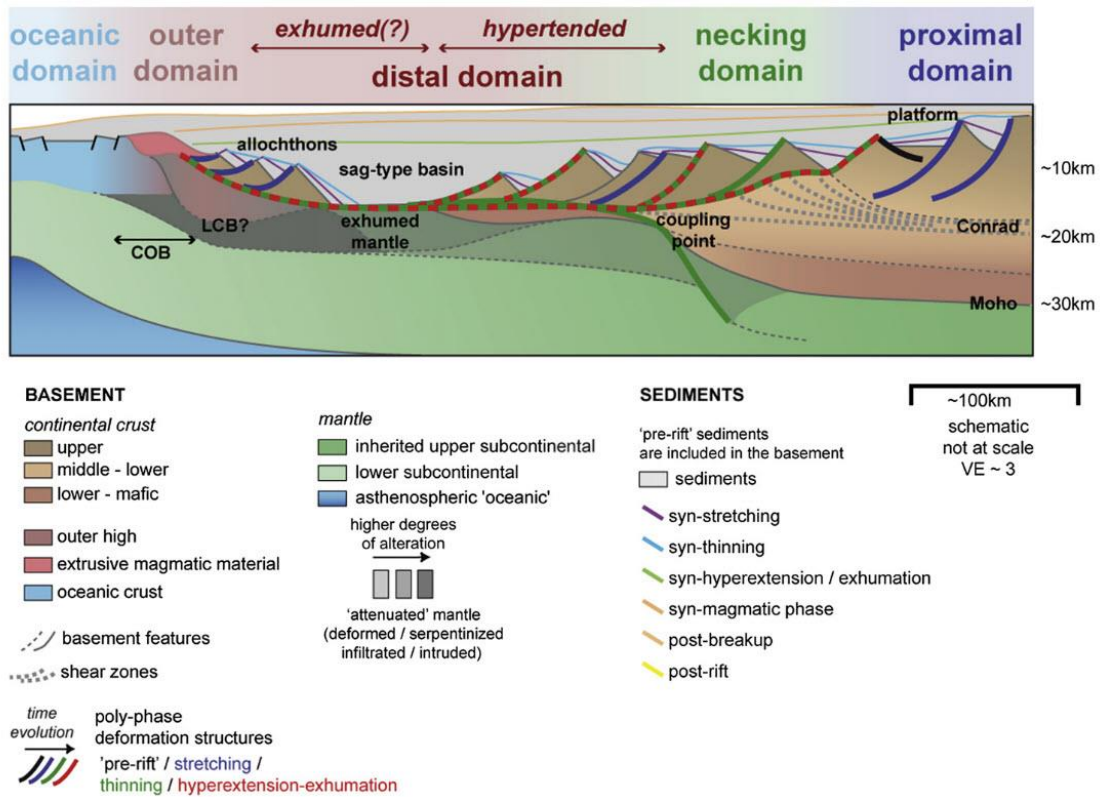 oceanic domain
outer domain
exhumed(?)
hypertended
distal domain
necking domain
proximal domain
platform
allochthons
sag-type basin
~10km
LCB?
exhumed
mantle
coupling
point
Conrad
COB
~20km
Moho
~30km
BASEMENT
continental crust
upper
middle - lower
lower - mafic
outer high
extrusive magmatic material
oceanic crust
basement features
shear zones
time
evolution
poly-phase
deformation structures
'pre-rift' / stretching /
thinning / hyperextension-exhumation
mantle
inherited upper subcontinental
lower subcontinental
asthenospheric 'oceanic'
higher degrees
of alteration
'attenuated' mantle
(deformed / serpentinized
infiltrated / intruded)
SEDIMENTS
'pre-rift' sediments
are included in the basement
sediments
syn-stretching
syn-thinning
syn-hyperextension / exhumation
syn-magmatic phase
post-breakup
post-rift
~100km
schematic
not at scale
VE ~ 3